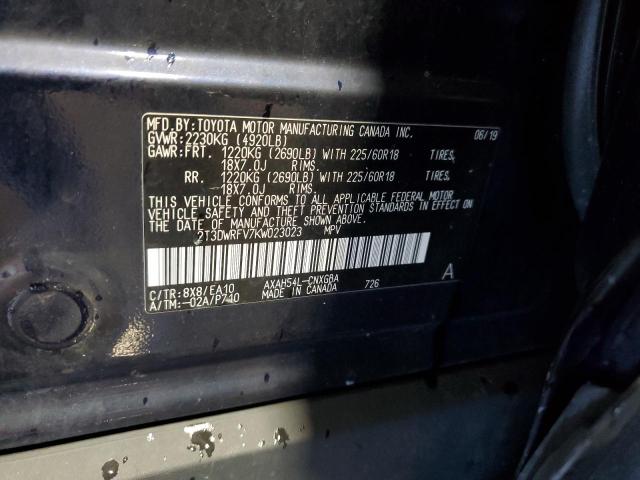 MFD.BY:TOYOTA MOTOR MANUFACTURING CANADA INC. 06/19
GVWR:2230KG (4920LB)
GAWR:FRT. 1220KG (2690LB) WITH 225/60R18 TIRES,
18X7.0J RIMS.
RR. 1220KG (2690LB) WITH 225/60R18 TIRES,
18X7.0J RIMS.
THIS VEHICLE CONFORMS TO ALL APPLICABLE FEDERAL MOTOR
VEHICLE SAFETY AND THEFT PREVENTION STANDARDS IN EFFECT ON
THE DATE OF MANUFACTURE SHOWN ABOVE.
2T3DWRFV7KW023023 MPV
C/TR:8X8/EA10 AXAH54L-CNXGBA 726 A
A/TM:-02A/P740 MADE IN CANADA